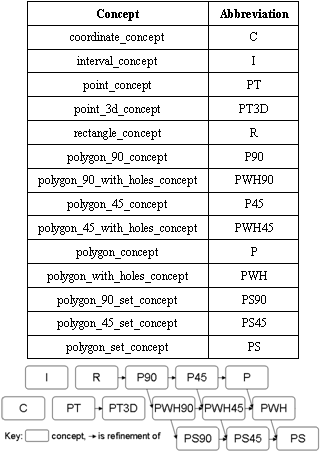 Concept Abbreviation
coordinate_concept C
interval_concept I
point_concept PT
point_3d_concept PT3D
rectangle_concept R
polygon_90_concept P90
polygon_90_with_holes_concept PWH90
polygon_45_concept P45
polygon_45_with_holes_concept PWH45
polygon_concept P
polygon_with_holes_concept PWH
polygon_90_set_concept PS90
polygon_45_set_concept PS45
polygon_set_concept PS
I R P90 P45 P
C PT PT3D PWH90 PWH45 PWH
Key: concept, is refinement of PS90 PS45 PS